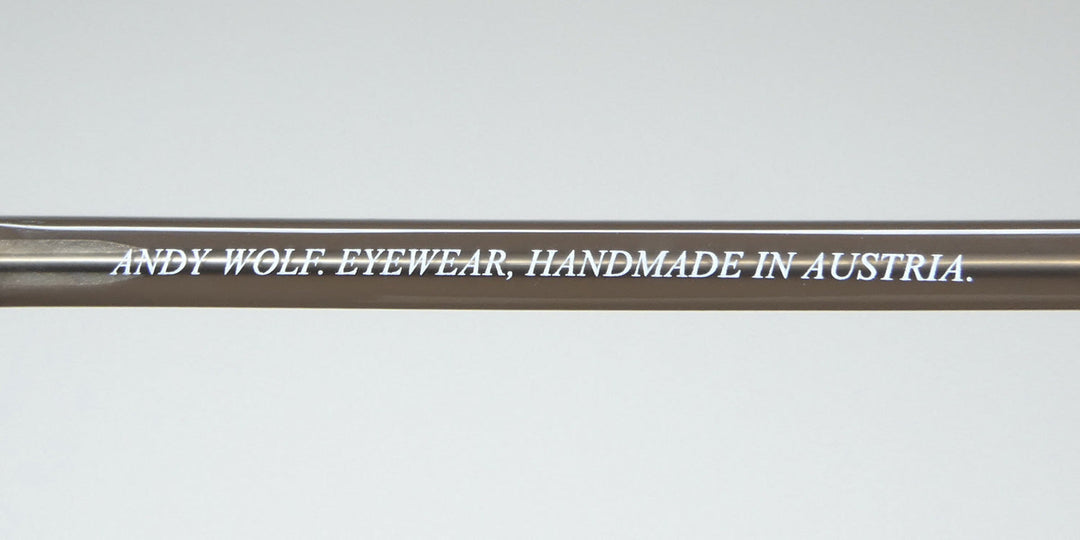 ANDY WOLF. EYEWEAR, HANDMADE IN AUSTRIA.